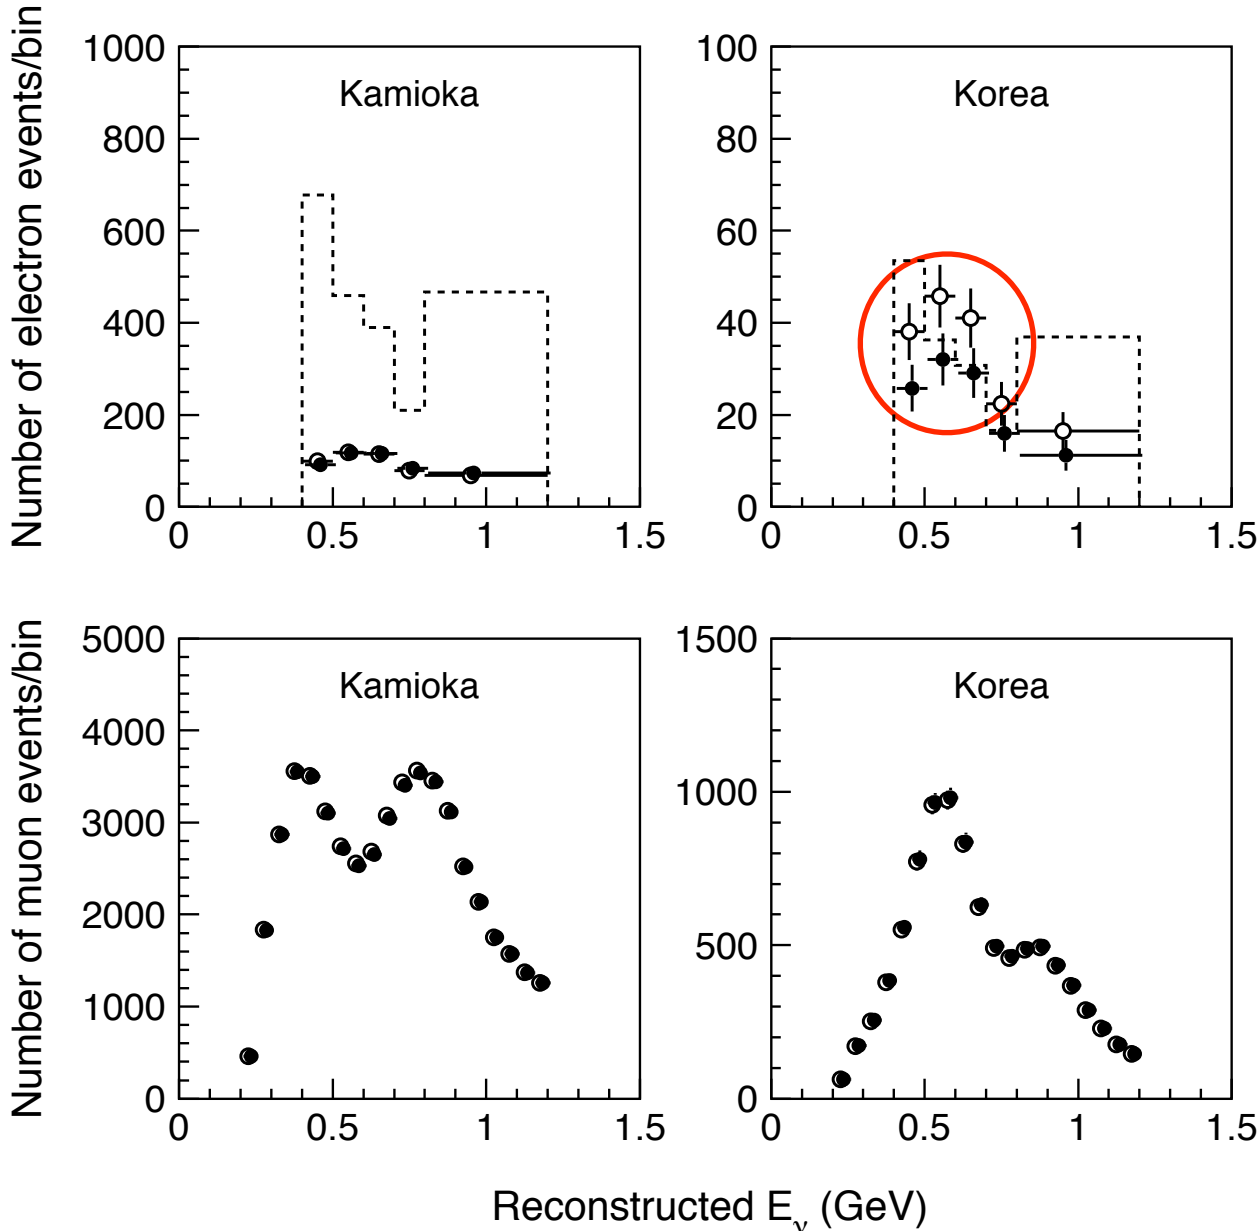 Number of electron events/bin
1000
800
600
400
200
0
Kamioka
0 0.5 1 1.5
100
80
60
40
20
0
Korea
0 0.5 1 1.5
Number of muon events/bin
5000
4000
3000
2000
1000
0
Kamioka
0 0.5 1 1.5
1500
1000
500
0
Korea
0 0.5 1 1.5
Reconstructed E_ν (GeV)